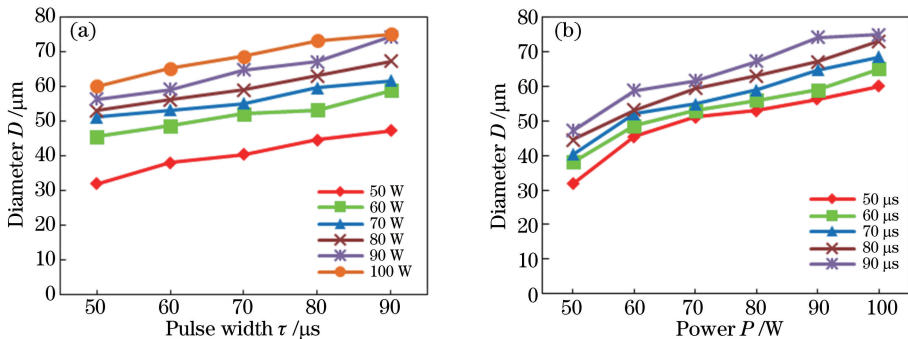 (a)
Diameter D /μm
80
70
60
50
40
30
20
10
0
50 W
60 W
70 W
80 W
90 W
100 W
50 60 70 80 90
Pulse width τ /μs
(b)
Diameter D /μm
80
70
60
50
40
30
20
10
0
50 μs
60 μs
70 μs
80 μs
90 μs
50 60 70 80 90 100
Power P /W